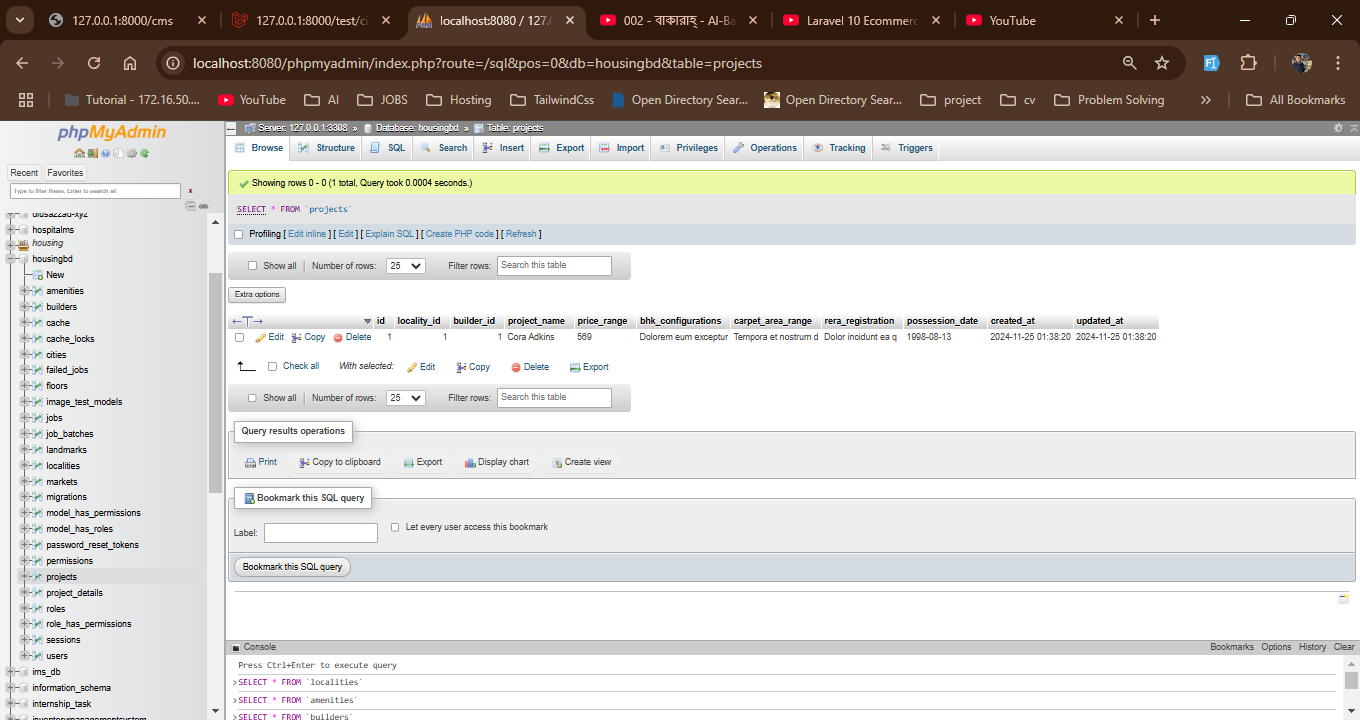 127.0.0.1:8000/cms
127.0.0.1:8000/test/ci
localhost:8080 / 127.0
002 - বাকারাহ্ - Al-Ba
Laravel 10 Ecommerc
YouTube
localhost:8080/phpmyadmin/index.php?route=/sql&pos=0&db=housingbd&table=projects
Tutorial - 172.16.50....
YouTube
AI
JOBS
Hosting
TailwindCss
Open Directory Sear...
Open Directory Sear...
project
cv
Problem Solving
All Bookmarks
phpMyAdmin
Recent
Favorites
Type to filter these, Enter to search all
x
hospitalms
housing
housingbd
New
amenities
builders
cache
cache_locks
cities
failed_jobs
floors
image_test_models
jobs
job_batches
landmarks
localities
markets
migrations
model_has_permissions
model_has_roles
password_reset_tokens
permissions
projects
project_details
roles
role_has_permissions
sessions
users
ims_db
information_schema
internship_task
inventorymanagementsystem
Server: 127.0.0.1:3308 » Database: housingbd » Table: projects
Browse Structure SQL Search Insert Export Import Privileges Operations Tracking Triggers
Showing rows 0 - 0 (1 total, Query took 0.0004 seconds.)
SELECT * FROM `projects`
Profiling [ Edit inline ] [ Edit ] [ Explain SQL ] [ Create PHP code ] [ Refresh ]
Show all | Number of rows: 25 Filter rows: Search this table
Extra options
id locality_id builder_id project_name price_range bhk_configurations carpet_area_range rera_registration possession_date created_at updated_at
Edit Copy Delete 1 1 1 Cora Adkins 569 Dolorem eum exceptur Tempora et nostrum d Dolor incidunt ea q 1998-08-13 2024-11-25 01:38:20 2024-11-25 01:38:20
Check all With selected: Edit Copy Delete Export
Show all | Number of rows: 25 Filter rows: Search this table
Query results operations
Print Copy to clipboard Export Display chart Create view
Bookmark this SQL query
Label: Let every user access this bookmark
Bookmark this SQL query
Console Bookmarks Options History Clear
Press Ctrl+Enter to execute query
>SELECT * FROM `localities`
>SELECT * FROM `amenities`
>SELECT * FROM `builders`